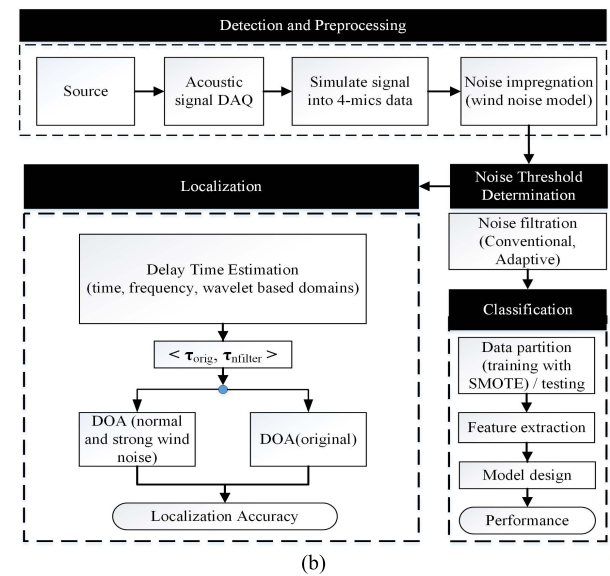 Detection and Preprocessing
Source
Acoustic
signal DAQ
Simulate signal
into 4-mics data
Noise impregnation
(wind noise model)
Localization
Noise Threshold
Determination
Noise filtration
(Conventional,
Adaptive)
Delay Time Estimation
(time, frequency, wavelet based domains)
< τorig, τnfilter >
DOA (normal
and strong wind
noise)
DOA(original)
Localization Accuracy
Classification
Data partition
(training with
SMOTE) / testing
Feature extraction
Model design
Performance
(b)